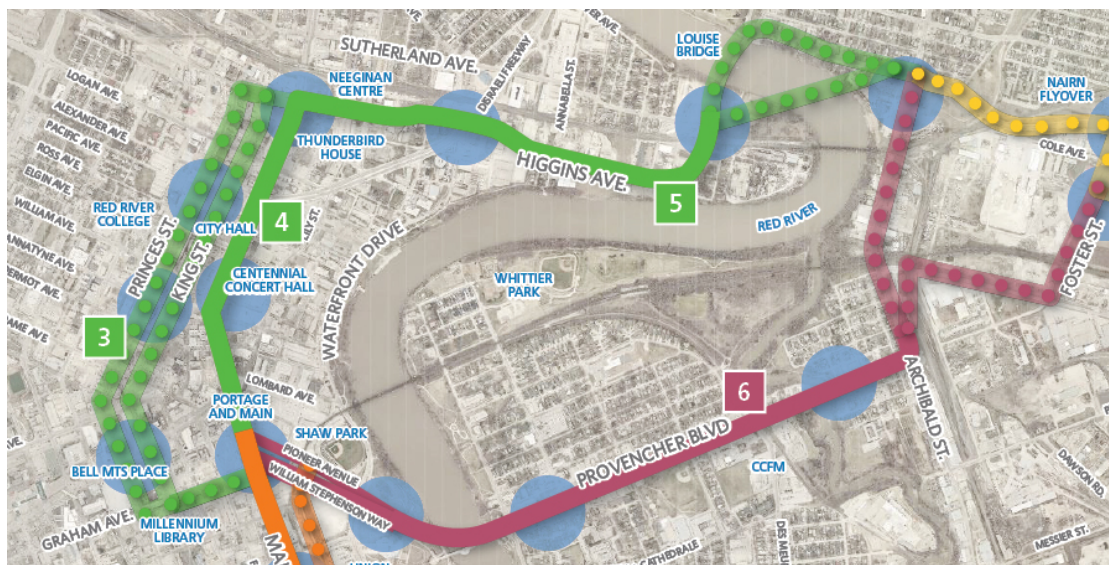 SUTHERLAND AVE.
DISRAELI FREEWAY
ANNABELLA ST.
LOUISE
BRIDGE
NAIRN
FLYOVER
COLE AVE.
NEEGINAN
CENTRE
THUNDERBIRD
HOUSE
LOGAN AVE.
ALEXANDER AVE.
PACIFIC AVE.
ROSS AVE.
ELGIN AVE.
WILLIAM AVE.
HIGGINS AVE.
5
RED RIVER
COLLEGE
PRINCES ST.
CITY HALL
KING ST.
4
RED RIVER
WATERFRONT DRIVE
WHITTIER
PARK
FOSTER ST.
CENTENNIAL
CONCERT HALL
3
LOMBARD AVE.
PORTAGE
AND MAIN
SHAW PARK
PIONEER AVENUE
WILLIAM STEPHENSON WAY
6
PROVENCHER BLVD
ARCHIBALD ST.
CCFM
DAWSON RD.
BELL MTS PLACE
MILLENNIUM
LIBRARY
GRAHAM AVE.
MESSIER ST.